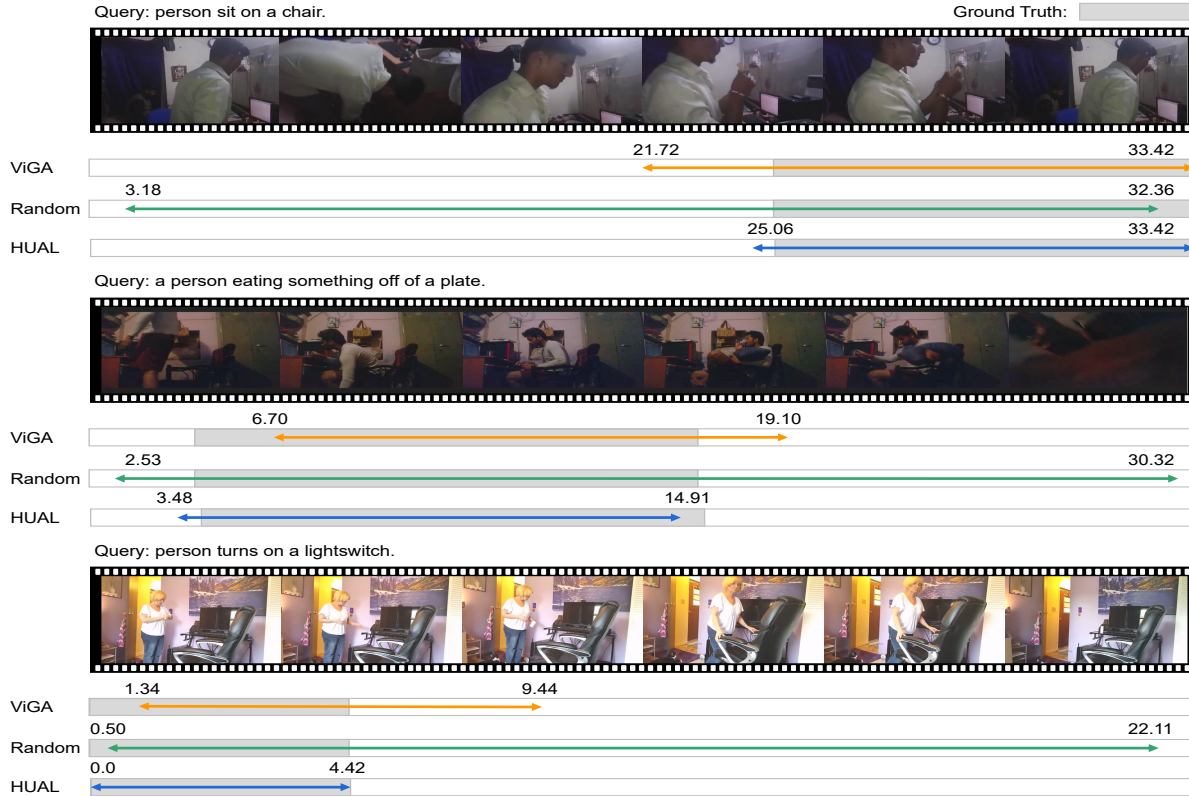 Query: person sit on a chair.
Ground Truth:
21.72 33.42
ViGA
3.18 32.36
Random
25.06 33.42
HUAL
Query: a person eating something off of a plate.
6.70 19.10
ViGA
2.53 30.32
Random
3.48 14.91
HUAL
Query: person turns on a lightswitch.
1.34 9.44
ViGA
0.50 22.11
Random
0.0 4.42
HUAL